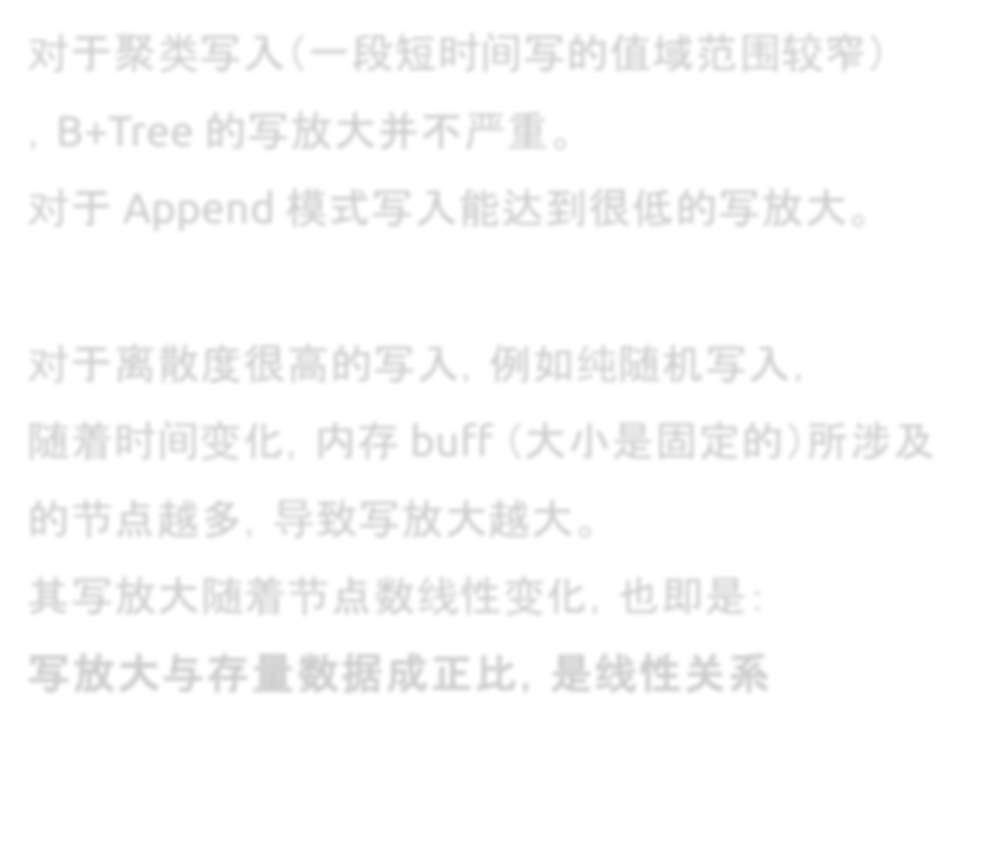 对于聚类写入(一段短时间写的值域范围较窄)
, B+Tree 的写放大并不严重。
对于 Append 模式写入能达到很低的写放大。
对于离散度很高的写入, 例如纯随机写入,
随着时间变化, 内存 buff (大小是固定的)所涉及
的节点越多, 导致写放大越大。
其写放大随着节点数线性变化, 也即是:
写放大与存量数据成正比, 是线性关系